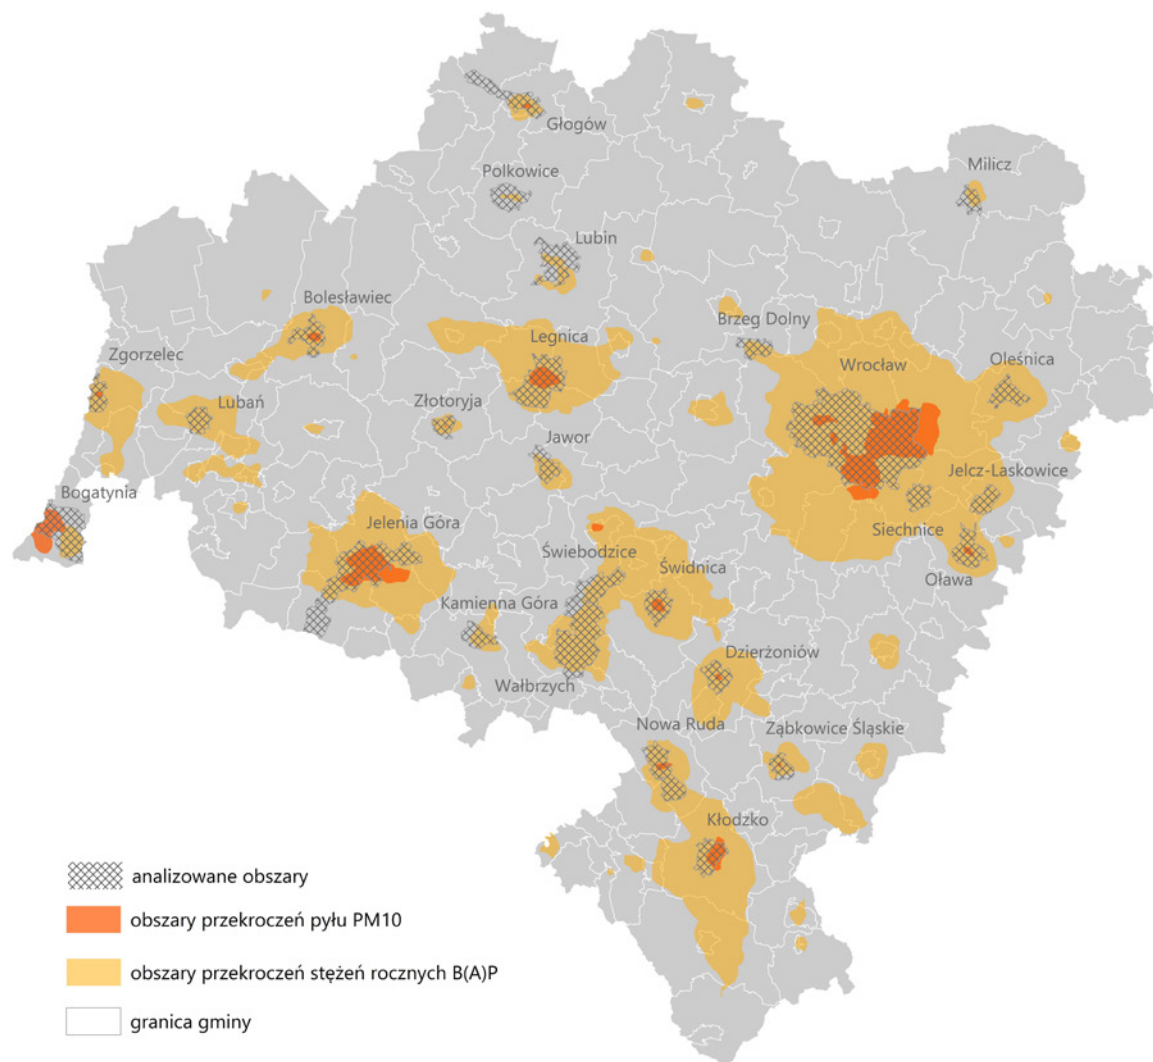 Głogów
Polkowice
Milicz
Lubin
Bolesławiec
Brzeg Dolny
Legnica
Zgorzelec
Wrocław
Oleśnica
Lubań
Złotoryja
Jawor
Bogatynia
Jelcz-Laskowice
Jelenia Góra
Siechnice
Świebodzice
Świdnica
Oława
Kamienna Góra
Dzierżoniów
Wałbrzych
Nowa Ruda
Ząbkowice Śląskie
Kłodzko
analizowane obszary
obszary przekroczeń pyłu PM10
obszary przekroczeń stężeń rocznych B(A)P
granica gminy